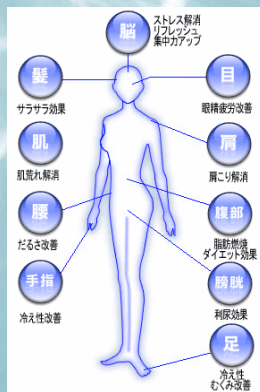 脳
ストレス解消
リフレッシュ
集中力アップ
髪
サラサラ効果
目
眼精疲労改善
肌
肌荒れ解消
肩
肩こり解消
腰
だるさ改善
腹部
脂肪燃焼
ダイエット効果
手指
冷え性改善
膀胱
利尿効果
足
冷え性
むくみ改善